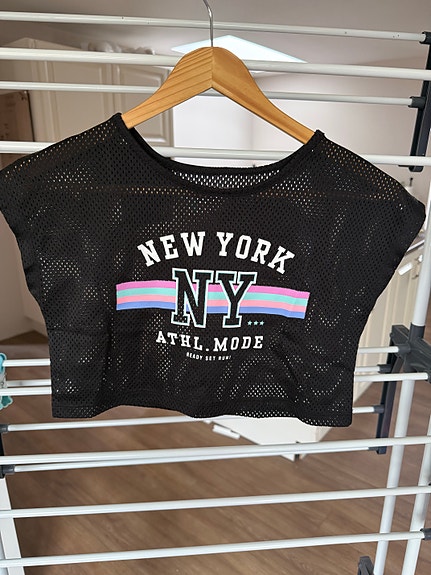 NEW YORK
NY
ATHL. MODE
READY SET RUN!